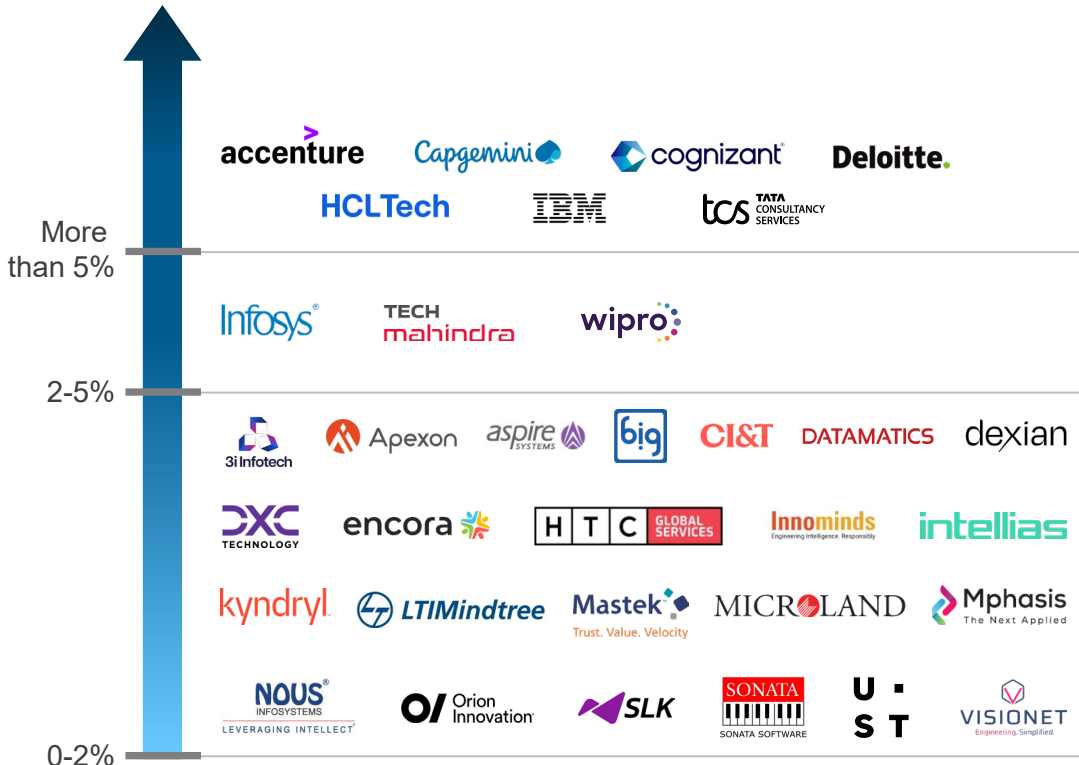 accenture
Capgemini
cognizant
Deloitte.
HCLTech
IBM
tcs TATA
CONSULTANCY
SERVICES
More
than 5%
Infosys®
TECH
mahindra
wipro
2-5%
3i Infotech
Apexon
aspire
SYSTEMS
big
CI&T
DATAMATICS
dexian
DXC
TECHNOLOGY
encora
HTC GLOBAL
SERVICES
Innominds
Engineering Intelligence. Responsibly
intellias
kyndryl
LTIMindtree
Mastek
Trust. Value. Velocity
MICROLAND
Mphasis
The Next Applied
NOUS®
INFOSYSTEMS
LEVERAGING INTELLECT
Orion
Innovation
SLK
SONATA
SONATA SOFTWARE
U ·
S T
VISIONET
Engineering. Simplified.
0-2%